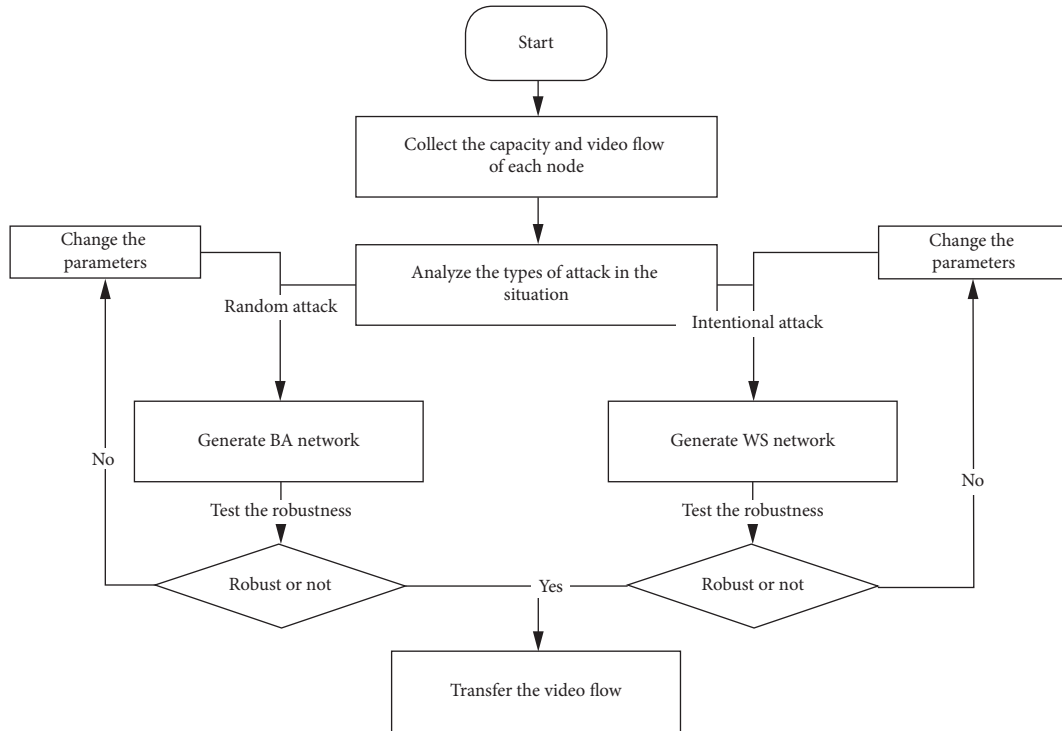 Start
Collect the capacity and video flow
of each node
Change the
parameters
Analyze the types of attack in the
situation
Change the
parameters
Random attack
Intentional attack
Generate BA network
Generate WS network
No
No
Test the robustness
Test the robustness
Robust or not
Yes
Robust or not
Transfer the video flow